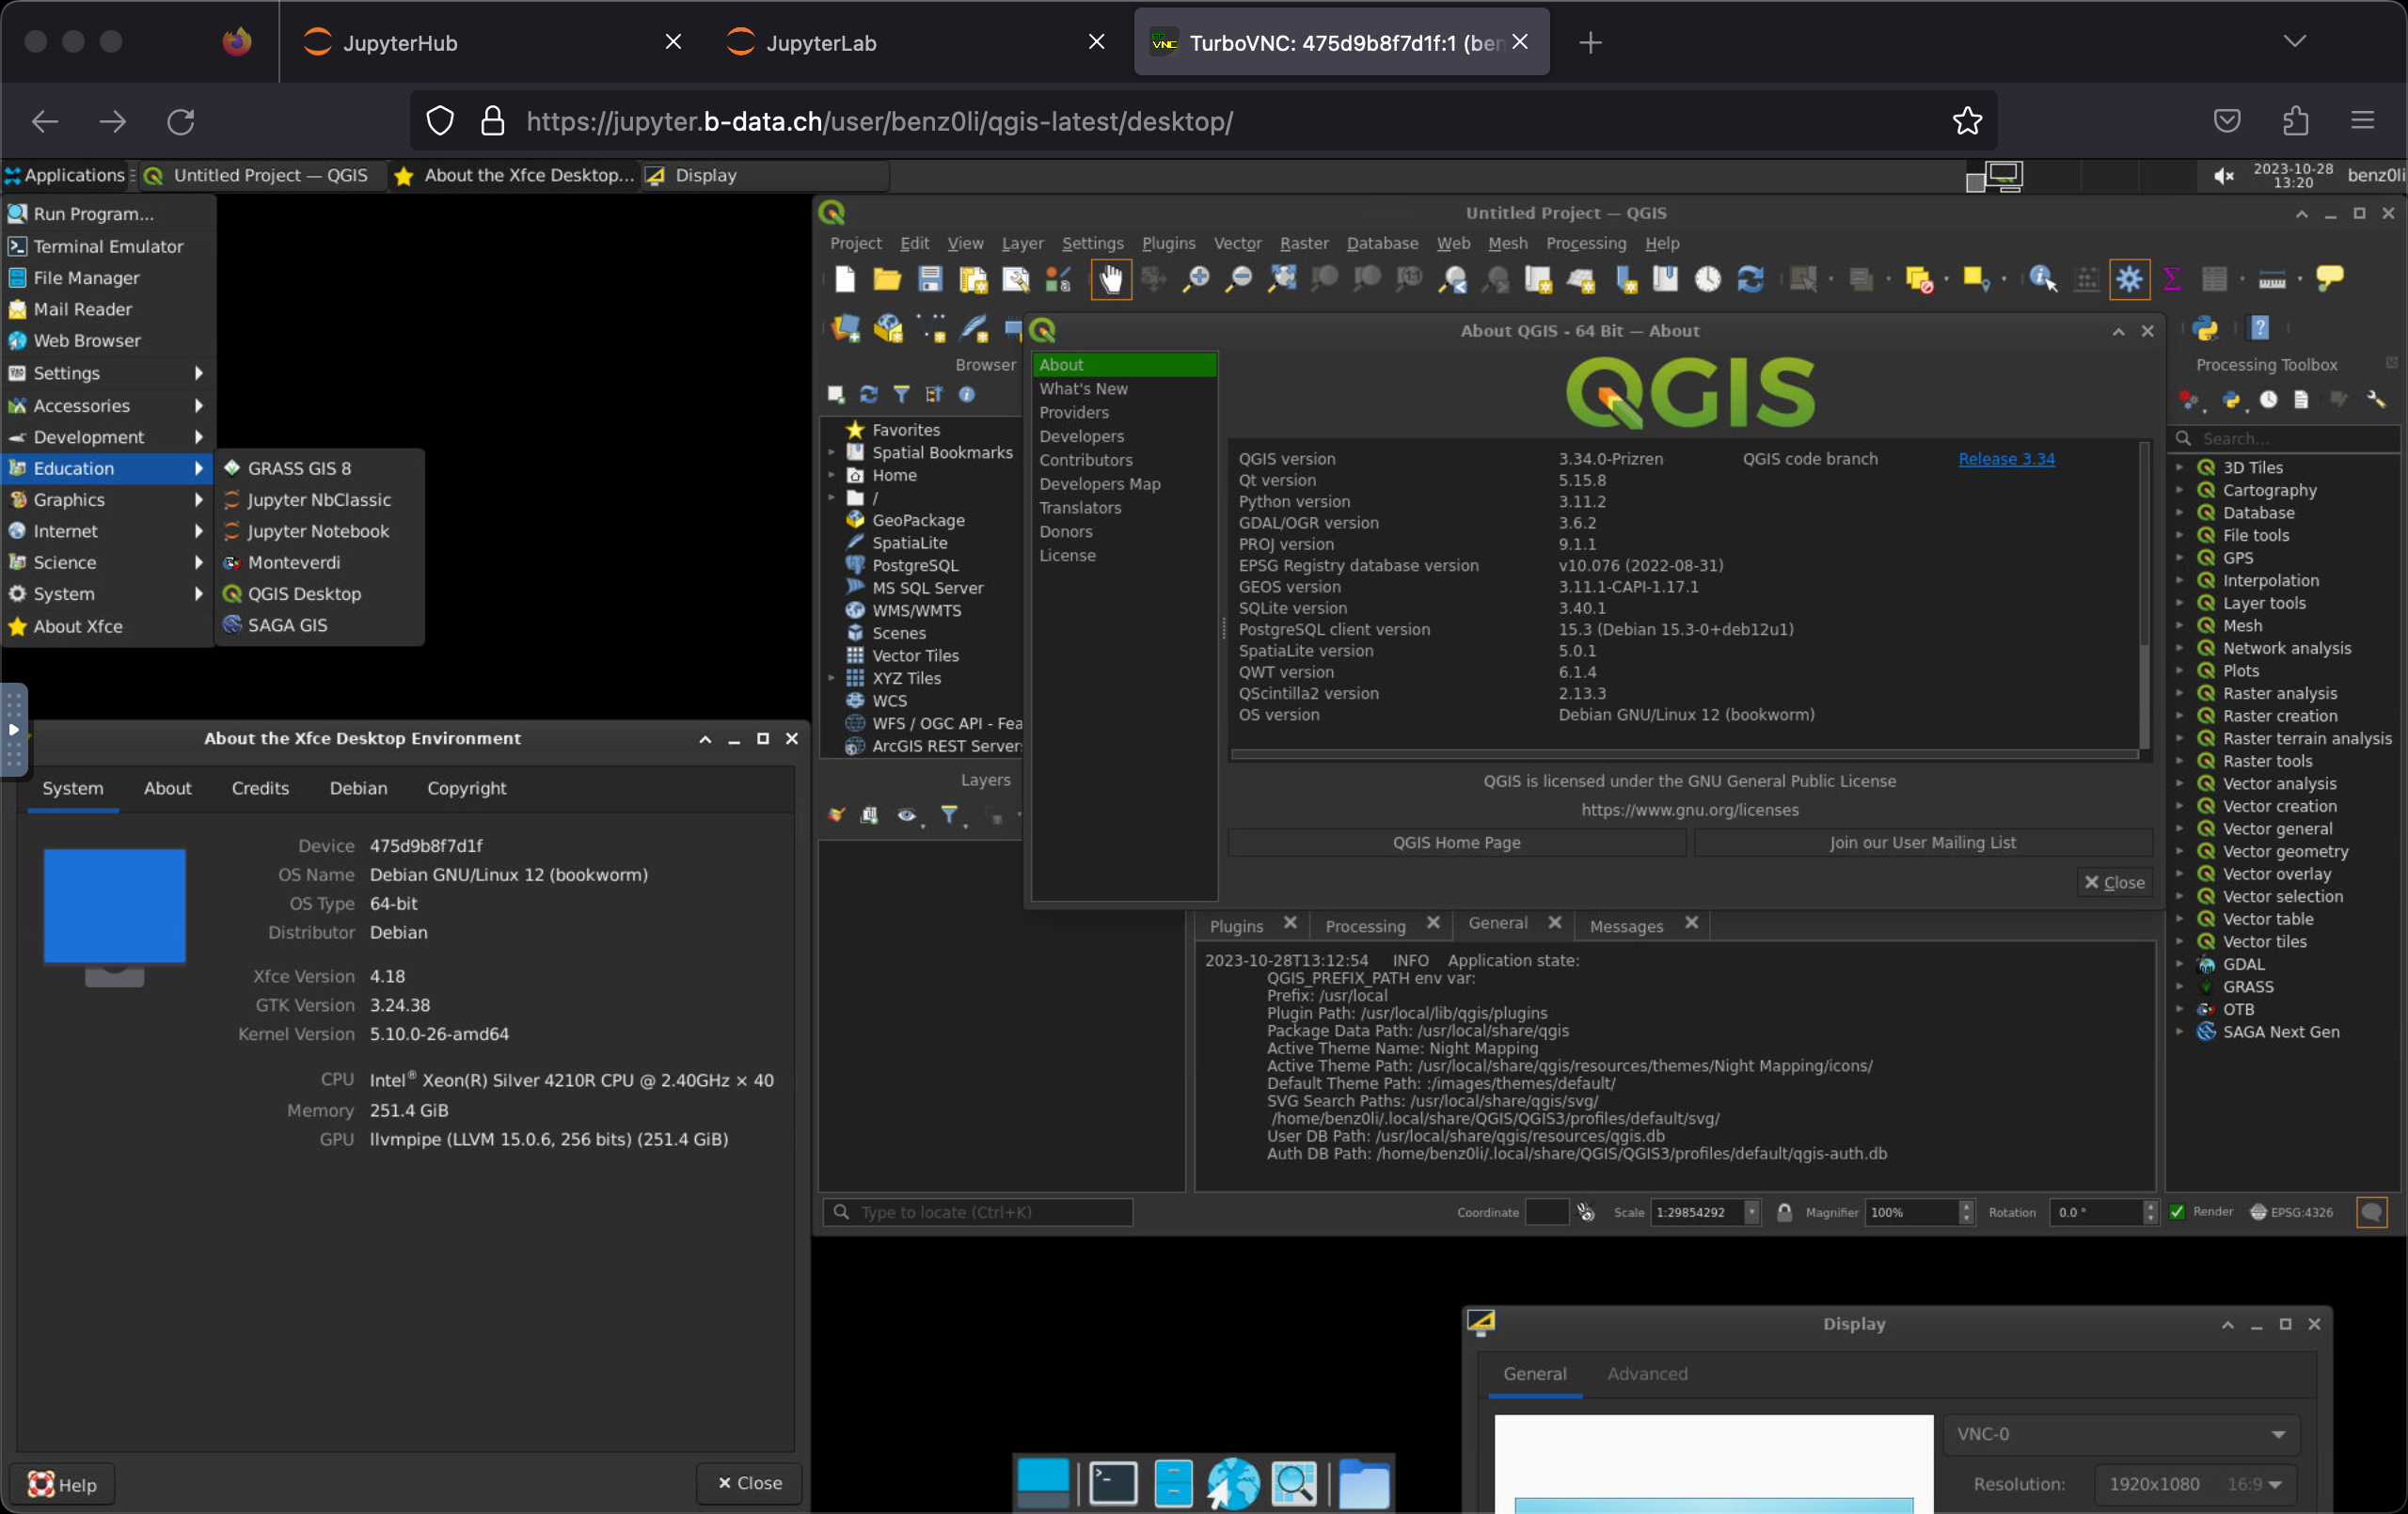 JupyterHub
JupyterLab
VNC
TurboVNC: 475d9b8f7d1f:1 (ben
https://jupyter.b-data.ch/user/benz0li/qgis-latest/desktop/
Applications
Untitled Project — QGIS
About the Xfce Desktop...
Display
2023-10-28
13:20
benz0li
Run Program...
Terminal Emulator
File Manager
Mail Reader
Web Browser
Settings
Accessories
Development
Education
Graphics
Internet
Science
System
About Xfce
GRASS GIS 8
Jupyter NbClassic
Jupyter Notebook
Monteverdi
QGIS Desktop
SAGA GIS
Untitled Project — QGIS
Project Edit View Layer Settings Plugins Vector Raster Database Web Mesh Processing Help
Browser
Favorites
Spatial Bookmarks
Home
/
GeoPackage
SpatiaLite
PostgreSQL
MS SQL Server
WMS/WMTS
Scenes
Vector Tiles
XYZ Tiles
WCS
WFS / OGC API - Fea
ArcGIS REST Servers
Layers
About QGIS - 64 Bit — About
About
What's New
Providers
Developers
Contributors
Developers Map
Translators
Donors
License
QGIS
QGIS version 3.34.0-Prizren QGIS code branch Release 3.34
Qt version 5.15.8
Python version 3.11.2
GDAL/OGR version 3.6.2
PROJ version 9.1.1
EPSG Registry database version v10.076 (2022-08-31)
GEOS version 3.11.1-CAPI-1.17.1
SQLite version 3.40.1
PostgreSQL client version 15.3 (Debian 15.3-0+deb12u1)
SpatiaLite version 5.0.1
QWT version 6.1.4
QScintilla2 version 2.13.3
OS version Debian GNU/Linux 12 (bookworm)
QGIS is licensed under the GNU General Public License
https://www.gnu.org/licenses
QGIS Home Page
Join our User Mailing List
Close
Processing Toolbox
Search...
3D Tiles
Cartography
Database
File tools
GPS
Interpolation
Layer tools
Mesh
Network analysis
Plots
Raster analysis
Raster creation
Raster terrain analysis
Raster tools
Vector analysis
Vector creation
Vector general
Vector geometry
Vector overlay
Vector selection
Vector table
Vector tiles
GDAL
GRASS
OTB
SAGA Next Gen
Plugins Processing General Messages
2023-10-28T13:12:54 INFO Application state:
QGIS_PREFIX_PATH env var:
Prefix: /usr/local
Plugin Path: /usr/local/lib/qgis/plugins
Package Data Path: /usr/local/share/qgis
Active Theme Name: Night Mapping
Active Theme Path: /usr/local/share/qgis/resources/themes/Night Mapping/icons/
Default Theme Path: :/images/themes/default/
SVG Search Paths: /usr/local/share/qgis/svg/
/home/benz0li/.local/share/QGIS/QGIS3/profiles/default/svg/
User DB Path: /usr/local/share/qgis/resources/qgis.db
Auth DB Path: /home/benz0li/.local/share/QGIS/QGIS3/profiles/default/qgis-auth.db
Type to locate (Ctrl+K)
Coordinate
Scale 1:29854292
Magnifier 100%
Rotation 0.0 °
Render
EPSG:4326
About the Xfce Desktop Environment
System About Credits Debian Copyright
Device 475d9b8f7d1f
OS Name Debian GNU/Linux 12 (bookworm)
OS Type 64-bit
Distributor Debian
Xfce Version 4.18
GTK Version 3.24.38
Kernel Version 5.10.0-26-amd64
CPU Intel® Xeon(R) Silver 4210R CPU @ 2.40GHz × 40
Memory 251.4 GiB
GPU llvmpipe (LLVM 15.0.6, 256 bits) (251.4 GiB)
Help
Close
Display
General Advanced
VNC-0
Resolution: 1920x1080 16:9